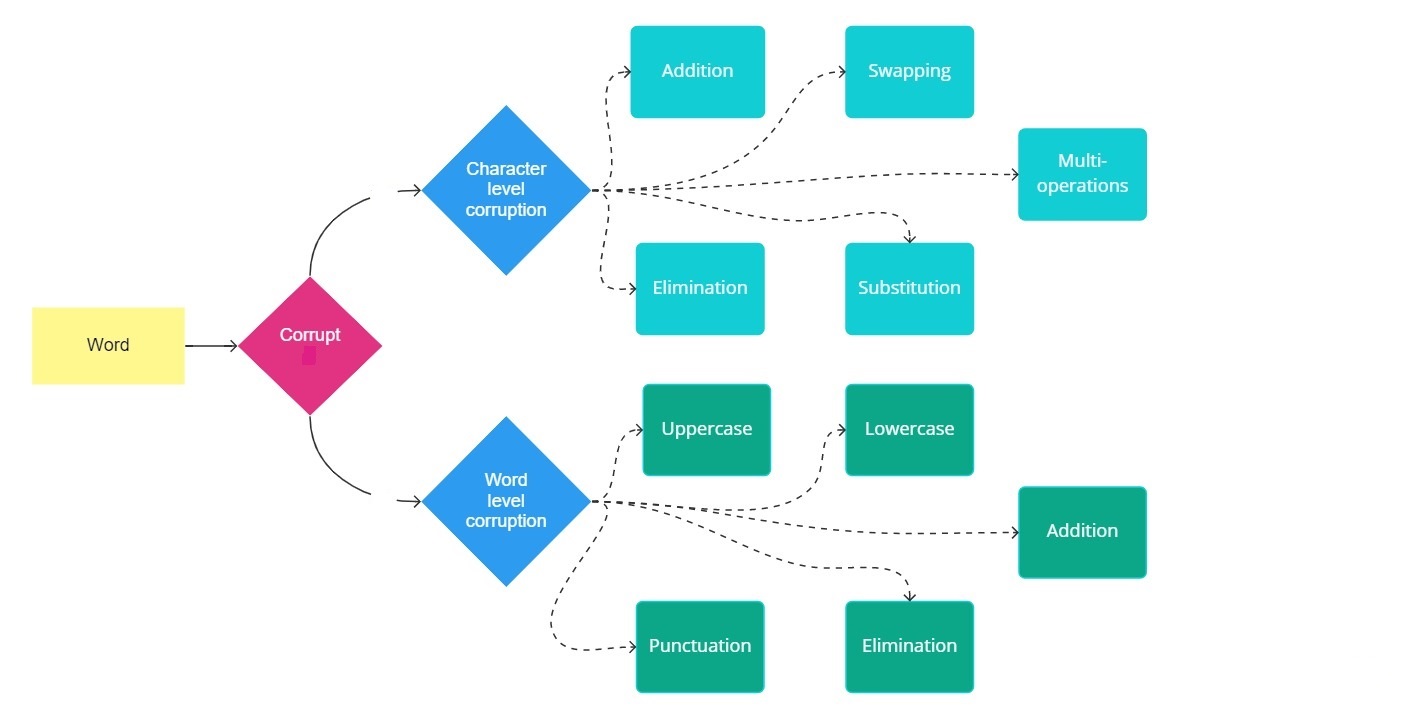 Word
Corrupt
Character
level
corruption
Addition
Swapping
Multi-
operations
Elimination
Substitution
Word
level
corruption
Uppercase
Lowercase
Addition
Punctuation
Elimination